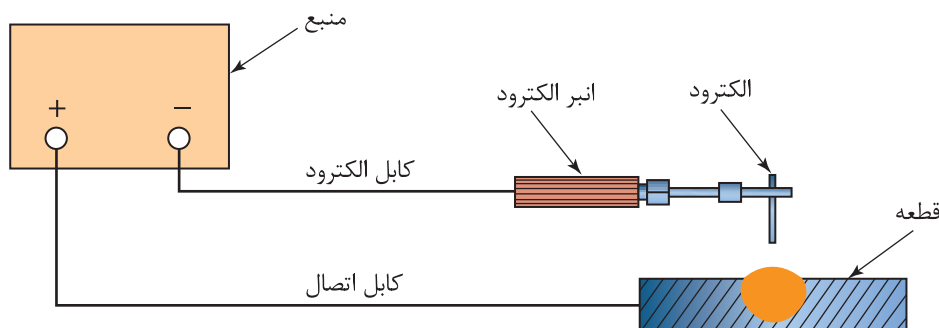 منبع
+
−
انبر الکترود
الکترود
کابل الکترود
قطعه
کابل اتصال